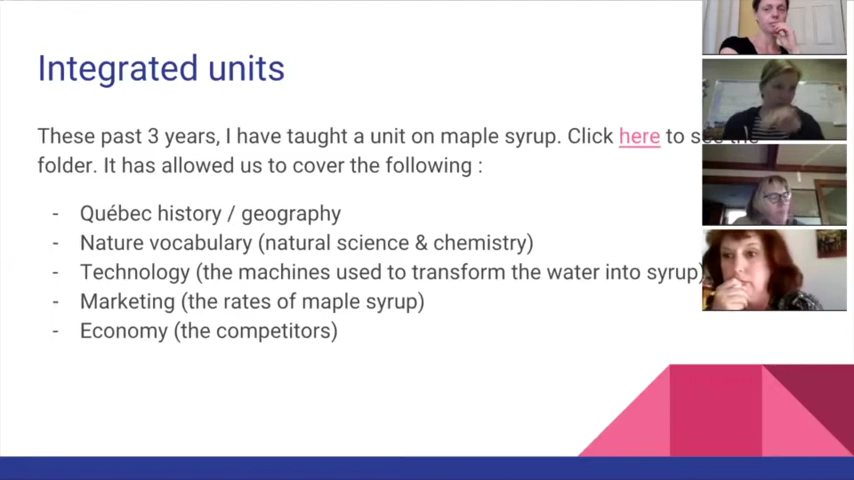 Integrated units
These past 3 years, I have taught a unit on maple syrup. Click here to see the
folder. It has allowed us to cover the following :
- Québec history / geography
- Nature vocabulary (natural science & chemistry)
- Technology (the machines used to transform the water into syrup)
- Marketing (the rates of maple syrup)
- Economy (the competitors)